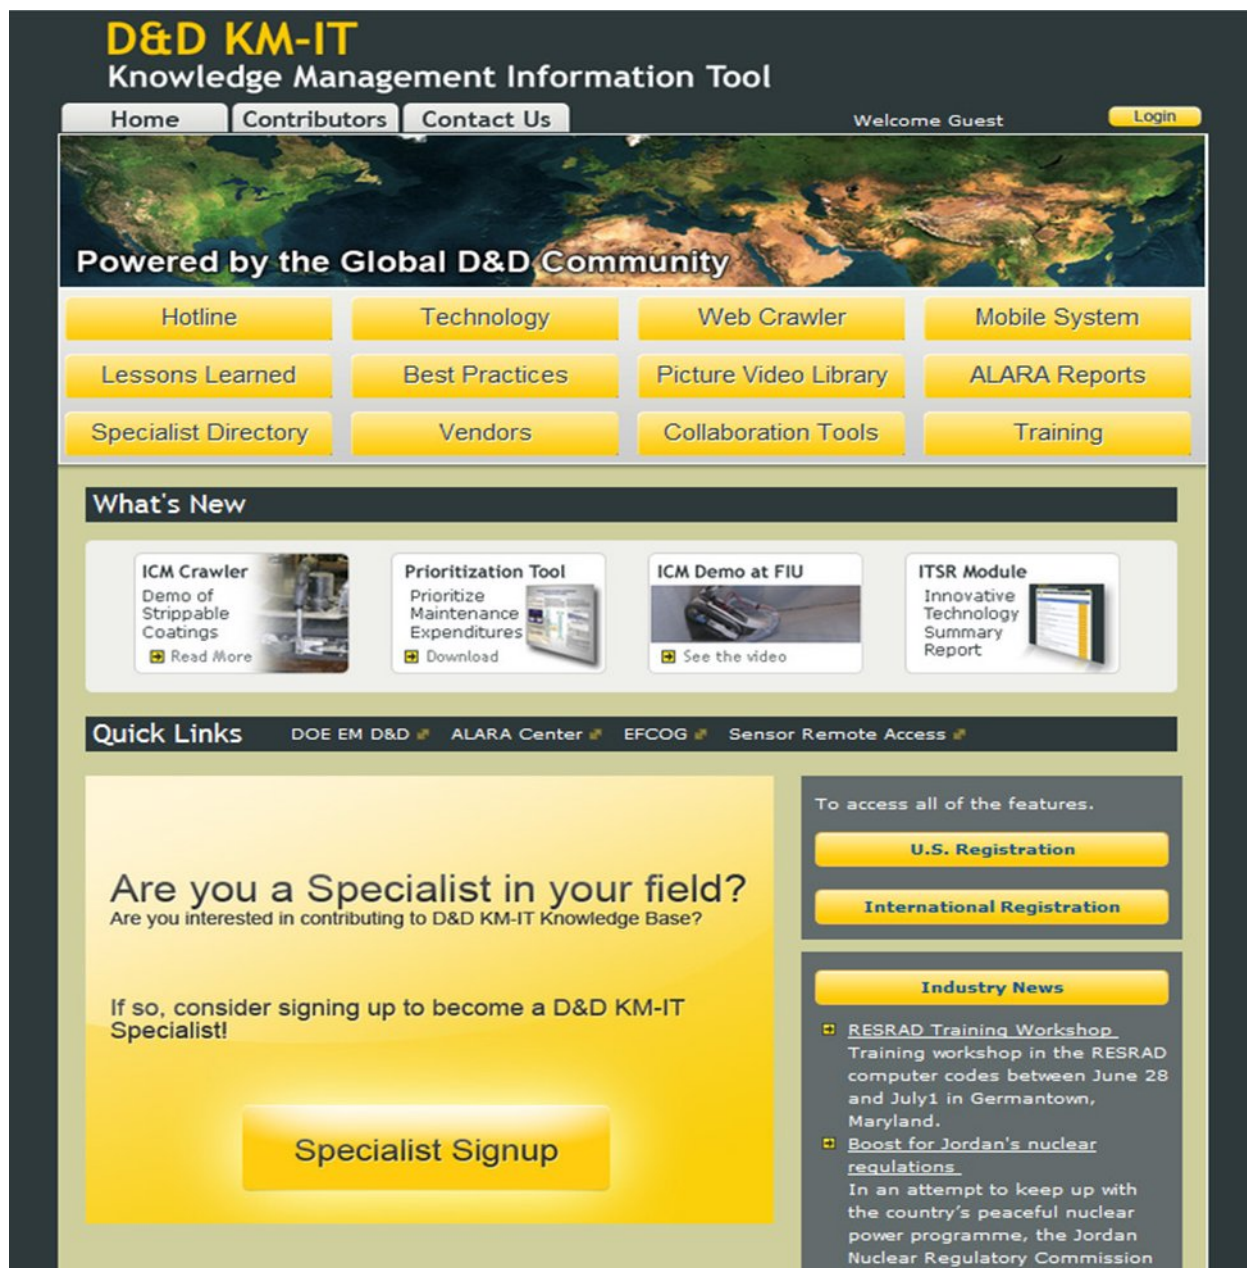 D&D KM-IT
Knowledge Management Information Tool
Home Contributors Contact Us Welcome Guest Login
Powered by the Global D&D Community
Hotline Technology Web Crawler Mobile System
Lessons Learned Best Practices Picture Video Library ALARA Reports
Specialist Directory Vendors Collaboration Tools Training
What's New
ICM Crawler
Demo of
Strippable
Coatings
Read More
Prioritization Tool
Prioritize
Maintenance
Expenditures
Download
ICM Demo at FIU
See the video
ITSR Module
Innovative
Technology
Summary
Report
Quick Links DOE EM D&D ALARA Center EFCOG Sensor Remote Access
Are you a Specialist in your field?
Are you interested in contributing to D&D KM-IT Knowledge Base?
If so, consider signing up to become a D&D KM-IT
Specialist!
Specialist Signup
To access all of the features.
U.S. Registration
International Registration
Industry News
RESRAD Training Workshop
Training workshop in the RESRAD
computer codes between June 28
and July1 in Germantown,
Maryland.
Boost for Jordan's nuclear
regulations
In an attempt to keep up with
the country's peaceful nuclear
power programme, the Jordan
Nuclear Regulatory Commission